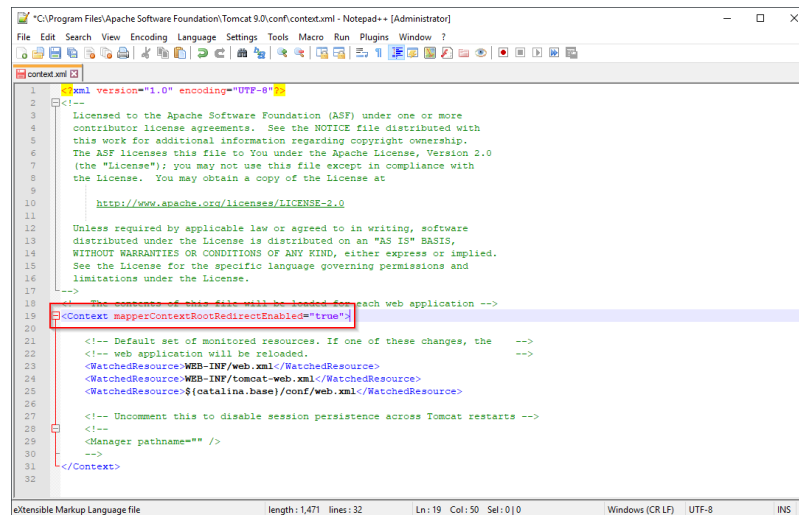 *C:\Program Files\Apache Software Foundation\Tomcat 9.0\conf\context.xml - Notepad++ [Administrator]
File Edit Search View Encoding Language Settings Tools Macro Run Plugins Window ?
context.xml
1 <?xml version="1.0" encoding="UTF-8"?>
2 <!--
3 Licensed to the Apache Software Foundation (ASF) under one or more
4 contributor license agreements. See the NOTICE file distributed with
5 this work for additional information regarding copyright ownership.
6 The ASF licenses this file to You under the Apache License, Version 2.0
7 (the "License"); you may not use this file except in compliance with
8 the License. You may obtain a copy of the License at
9
10 http://www.apache.org/licenses/LICENSE-2.0
11
12 Unless required by applicable law or agreed to in writing, software
13 distributed under the License is distributed on an "AS IS" BASIS,
14 WITHOUT WARRANTIES OR CONDITIONS OF ANY KIND, either express or implied.
15 See the License for the specific language governing permissions and
16 limitations under the License.
17 -->
18 <!-- The contents of this file will be loaded for each web application -->
19 <Context mapperContextRootRedirectEnabled="true">
20
21 <!-- Default set of monitored resources. If one of these changes, the -->
22 <!-- web application will be reloaded. -->
23 <WatchedResource>WEB-INF/web.xml</WatchedResource>
24 <WatchedResource>WEB-INF/tomcat-web.xml</WatchedResource>
25 <WatchedResource>${catalina.base}/conf/web.xml</WatchedResource>
26
27 <!-- Uncomment this to disable session persistence across Tomcat restarts -->
28 <!--
29 <Manager pathname="" />
30 -->
31 </Context>
32
eXtensible Markup Language file length : 1,471 lines : 32 Ln : 19 Col : 50 Sel : 0 | 0 Windows (CR LF) UTF-8 INS